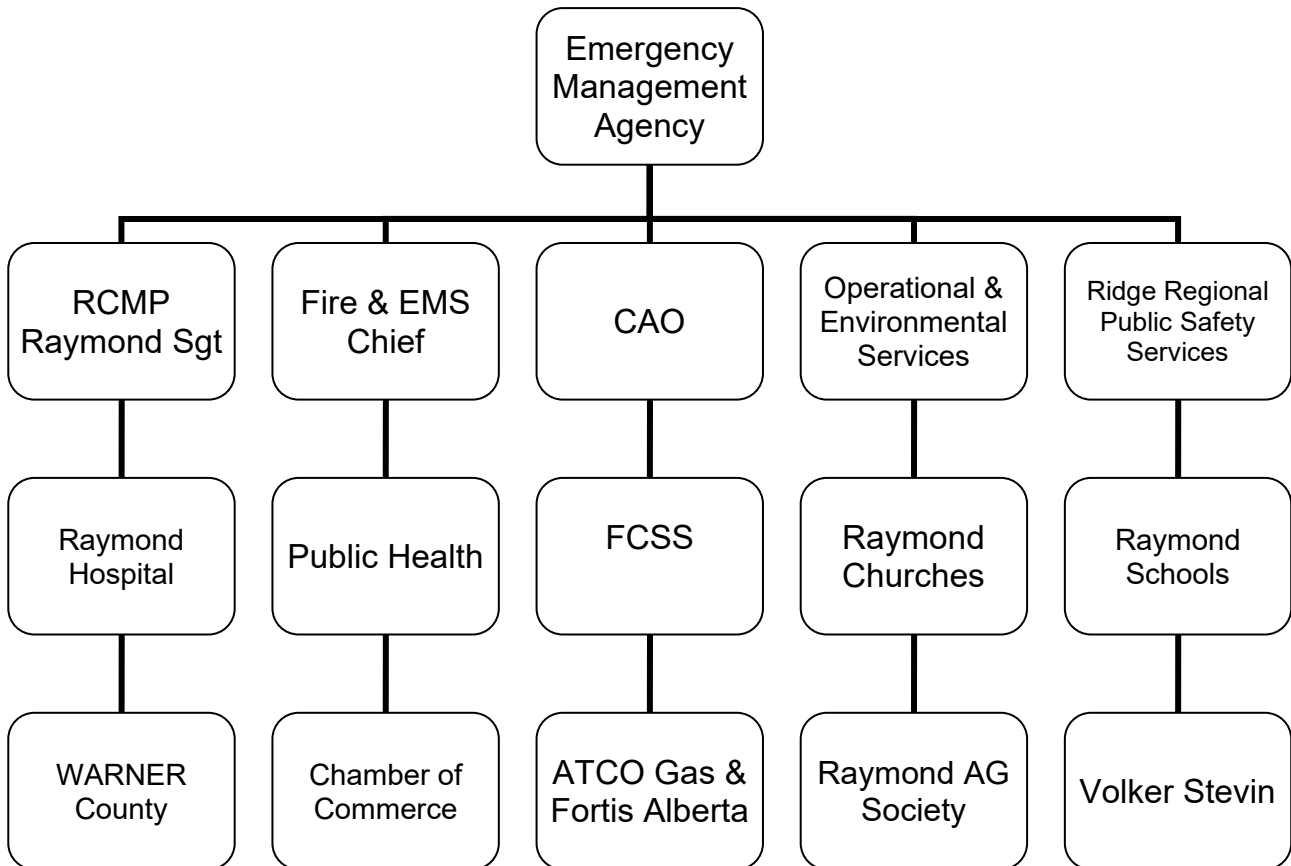 Emergency
Management
Agency
RCMP
Raymond Sgt
Fire & EMS
Chief
CAO
Operational &
Environmental
Services
Ridge Regional
Public Safety
Services
Raymond
Hospital
Public Health
FCSS
Raymond
Churches
Raymond
Schools
WARNER
County
Chamber of
Commerce
ATCO Gas &
Fortis Alberta
Raymond AG
Society
Volker Stevin